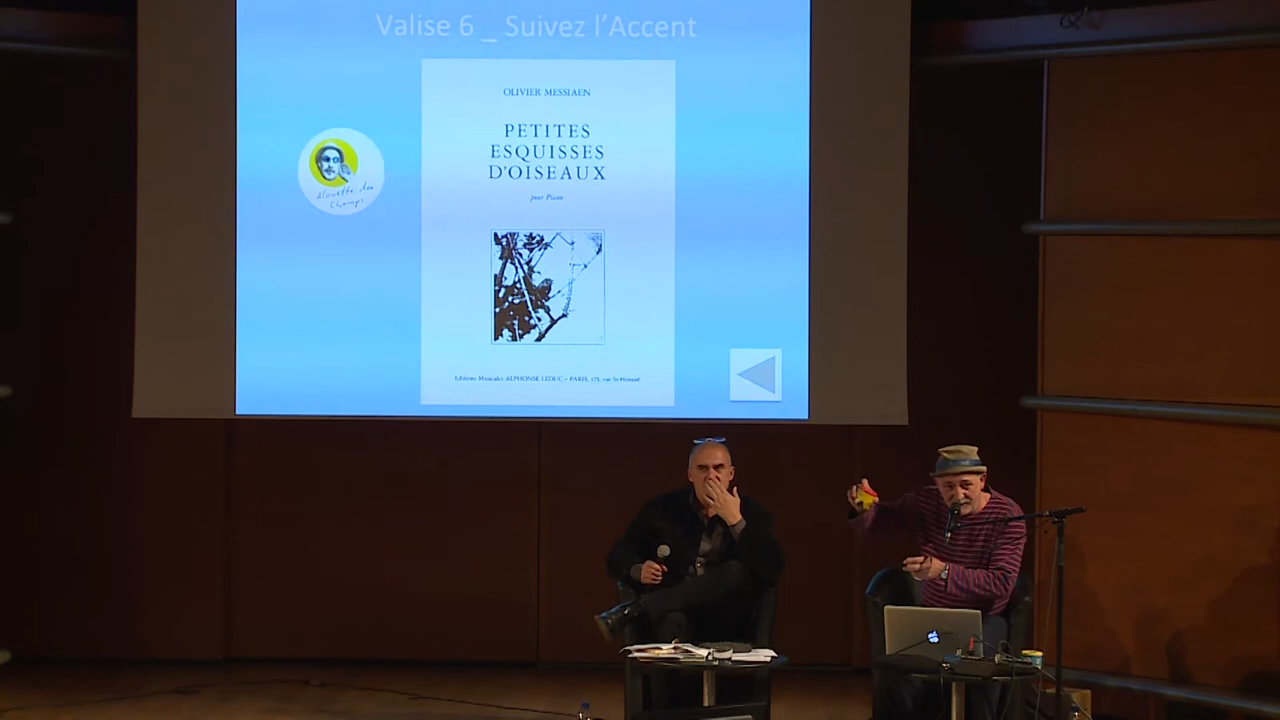 Valise 6 _ Suivez l'Accent
OLIVIER MESSIAEN
PETITES
ESQUISSES
D'OISEAUX
pour Piano
Alouette des
Champs
Editions Musicales ALPHONSE LEDUC - PARIS, 175, rue St-Honoré